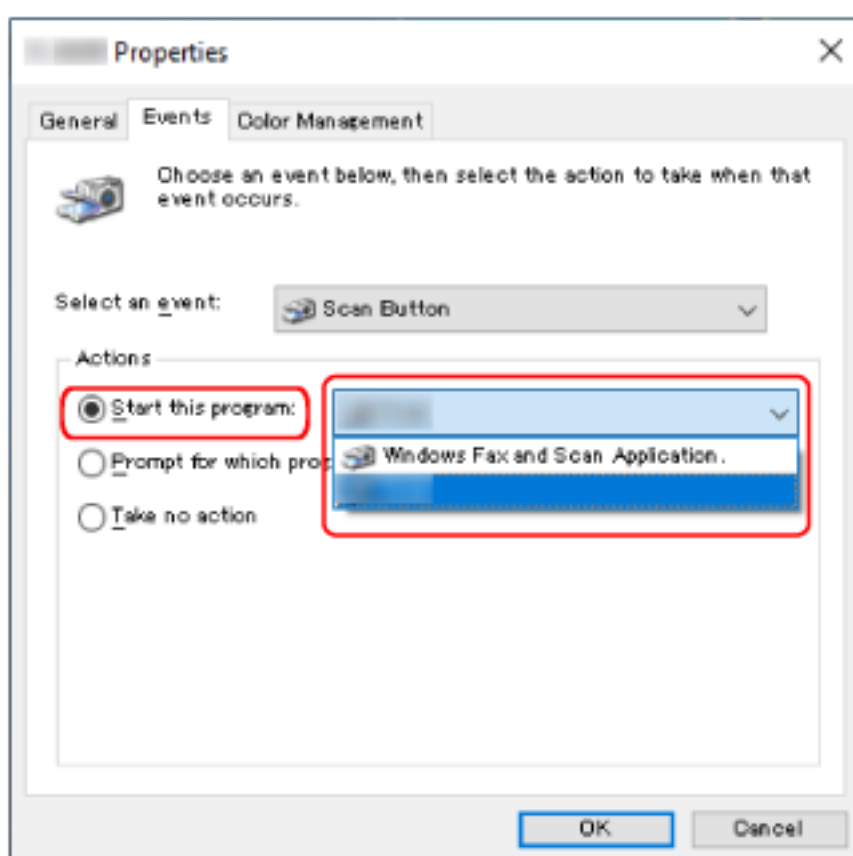 Properties
General Events Color Management
Choose an event below, then select the action to take when that
event occurs.
Select an event: Scan Button
Actions
Start this program:
Prompt for which prog
Windows Fax and Scan Application.
Take no action
OK Cancel